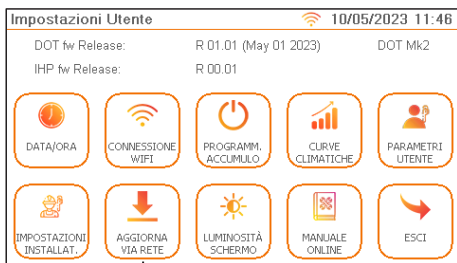 Impostazioni Utente 10/05/2023 11:46
DOT fw Release: R 01.01 (May 01 2023) DOT Mk2
IHP fw Release: R 00.01
DATA/ORA
CONNESSIONE
WIFI
PROGRAMM.
ACCUMULO
CURVE
CLIMATICHE
PARAMETRI
UTENTE
IMPOSTAZIONI
INSTALLAT.
AGGIORNA
VIA RETE
LUMINOSITÀ
SCHERMO
MANUALE
ONLINE
ESCI